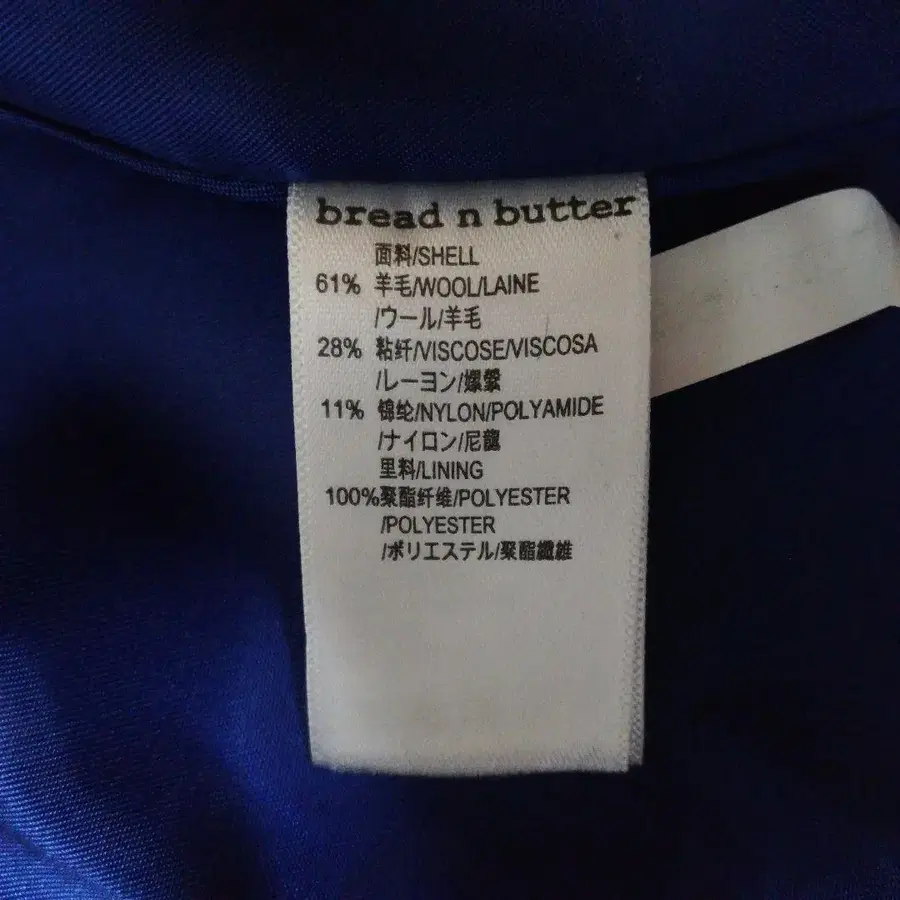 bread n butter
面料/SHELL
61% 羊毛/WOOL/LAINE
/ウール/羊毛
28% 粘纤/VISCOSE/VISCOSA
/レーヨン/螺縈
11% 锦纶/NYLON/POLYAMIDE
/ナイロン/尼龍
里料/LINING
100%聚酯纤维/POLYESTER
/POLYESTER
/ポリエステル/聚酯纖維